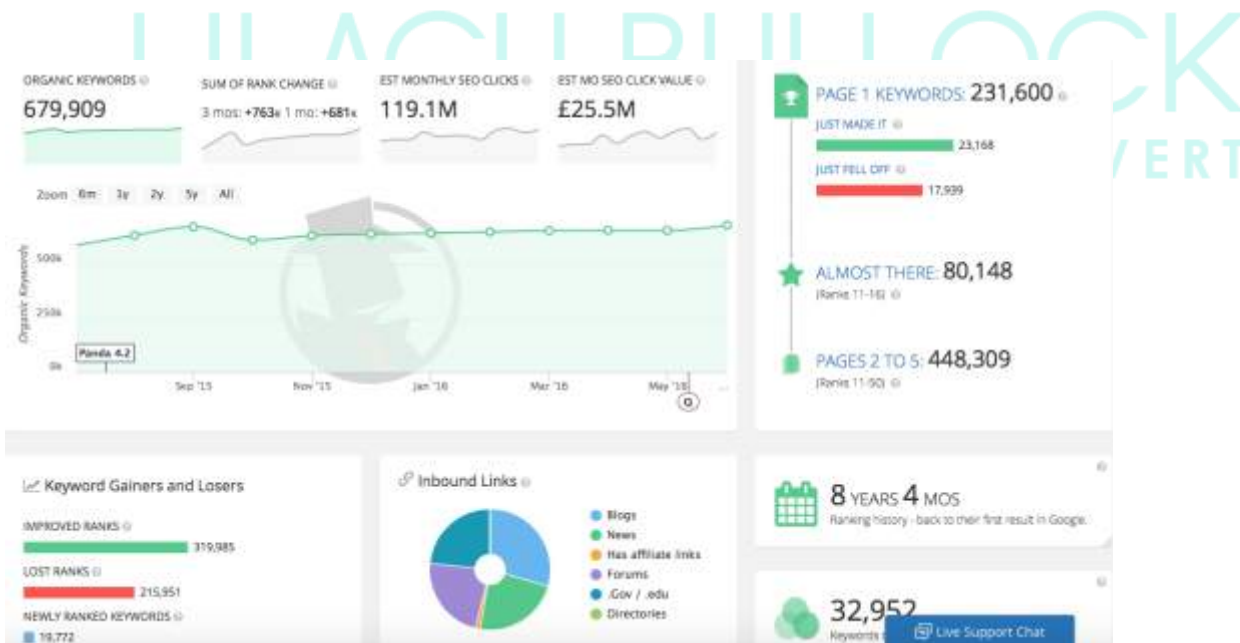 LILACH BULLOCK
VERT
ORGANIC KEYWORDS
679,909
SUM OF RANK CHANGE
3 mos: +763k 1 mo: +681k
EST MONTHLY SEO CLICKS
119.1M
EST MO SEO CLICK VALUE
£25.5M
Zoom 6m 1y 2y 5y All
Organic Keywords
500k
250k
0k
Panda 4.2
Sep '15 Nov '15 Jan '16 Mar '16 May '16 ...
G
PAGE 1 KEYWORDS: 231,600
JUST MADE IT
23,168
JUST FELL OFF
17,939
ALMOST THERE: 80,148
(Ranks 11-16)
PAGES 2 TO 5: 448,309
(Ranks 11-50)
Keyword Gainers and Losers
IMPROVED RANKS
319,985
LOST RANKS
215,951
NEWLY RANKED KEYWORDS
19,772
Inbound Links
Blogs
News
Has affiliate links
Forums
.Gov / .edu
Directories
8 YEARS 4 MOS
Ranking history - back to their first result in Google.
32,952
Keywords
Live Support Chat